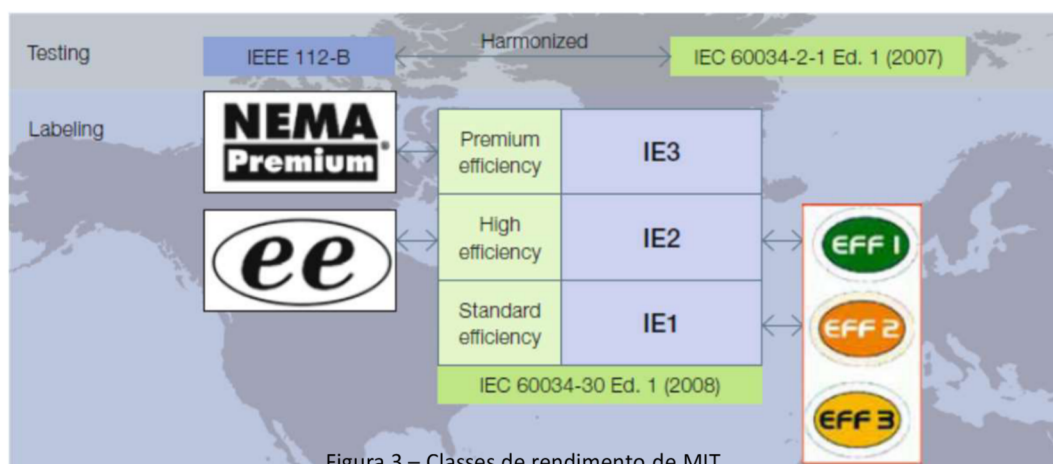 Testing
IEEE 112-B
Harmonized
IEC 60034-2-1 Ed. 1 (2007)
Labeling
NEMA
Premium
®
Premium
efficiency
IE3
ee
High
efficiency
IE2
EFF 1
Standard
efficiency
IE1
EFF 2
IEC 60034-30 Ed. 1 (2008)
EFF 3
Figura 3 – Classes de rendimento de MIT